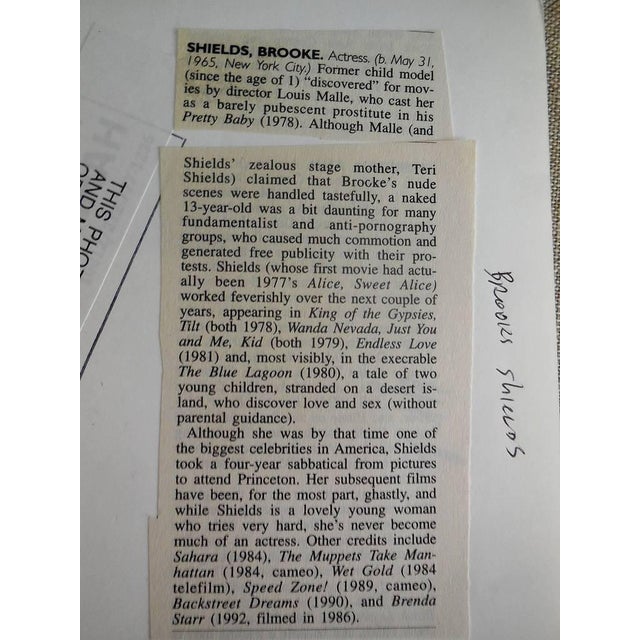 SHIELDS, BROOKE. Actress. (b. May 31,
1965, New York City.) Former child model
(since the age of 1) "discovered" for mov-
ies by director Louis Malle, who cast her
as a barely pubescent prostitute in his
Pretty Baby (1978). Although Malle (and
Shields' zealous stage mother, Teri
Shields) claimed that Brooke's nude
scenes were handled tastefully, a naked
13-year-old was a bit daunting for many
fundamentalist and anti-pornography
groups, who caused much commotion and
generated free publicity with their pro-
tests. Shields (whose first movie had actu-
ally been 1977's Alice, Sweet Alice)
worked feverishly over the next couple of
years, appearing in King of the Gypsies,
Tilt (both 1978), Wanda Nevada, Just You
and Me, Kid (both 1979), Endless Love
(1981) and, most visibly, in the execrable
The Blue Lagoon (1980), a tale of two
young children, stranded on a desert is-
land, who discover love and sex (without
parental guidance).
Although she was by that time one of
the biggest celebrities in America, Shields
took a four-year sabbatical from pictures
to attend Princeton. Her subsequent films
have been, for the most part, ghastly, and
while Shields is a lovely young woman
who tries very hard, she's never become
much of an actress. Other credits include
Sahara (1984), The Muppets Take Man-
hattan (1984, cameo), Wet Gold (1984
telefilm), Speed Zone! (1989, cameo),
Backstreet Dreams (1990), and Brenda
Starr (1992, filmed in 1986).
Brooks Shields
THIS PHOT
AND